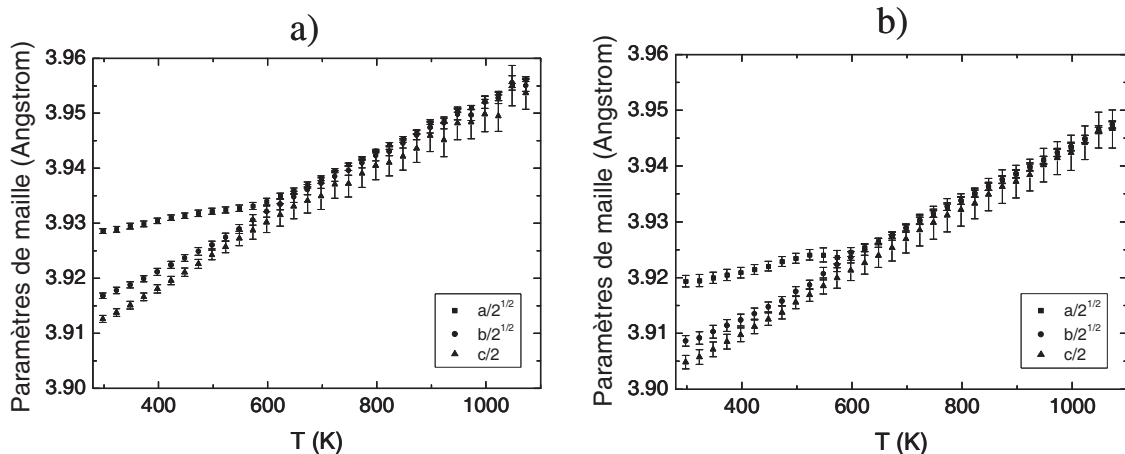 a)
Paramètres de maille (Angstrom)
3.96
3.95
3.94
3.93
3.92
3.91
3.90
a/2^1/2
b/2^1/2
c/2
400
600
800
1000
T (K)
b)
Paramètres de maille (Angstrom)
3.96
3.95
3.94
3.93
3.92
3.91
3.90
a/2^1/2
b/2^1/2
c/2
400
600
800
1000
T (K)